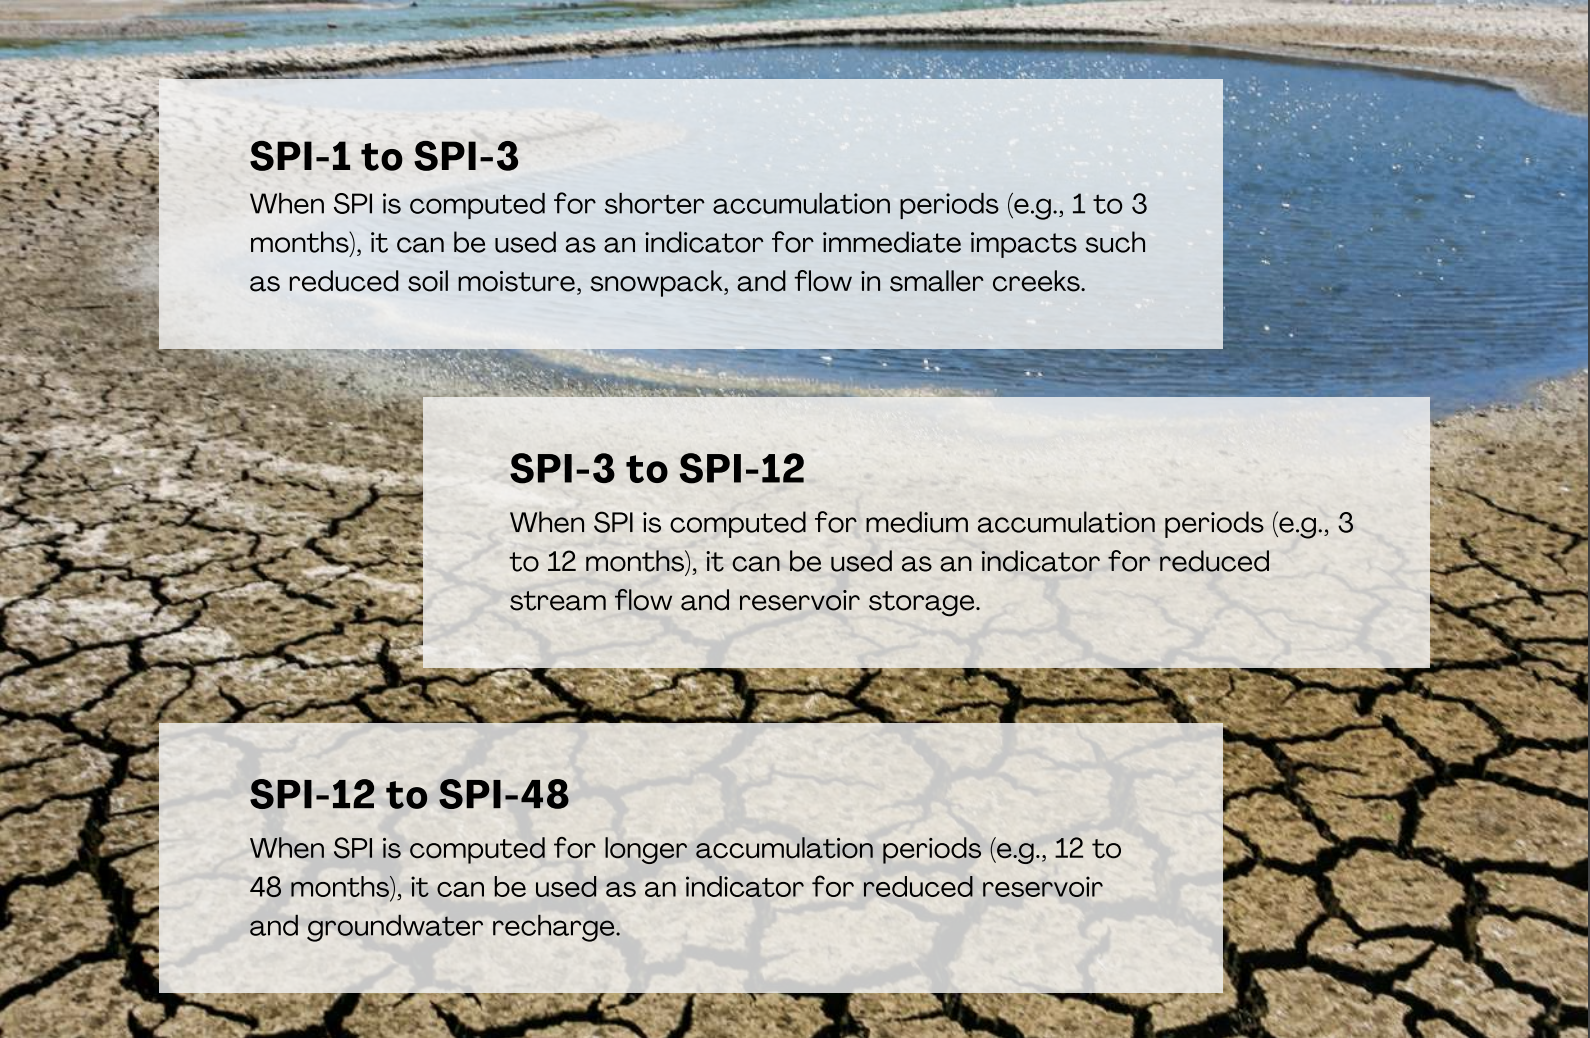 SPI-1 to SPI-3
When SPI is computed for shorter accumulation periods (e.g., 1 to 3
months), it can be used as an indicator for immediate impacts such
as reduced soil moisture, snowpack, and flow in smaller creeks.
SPI-3 to SPI-12
When SPI is computed for medium accumulation periods (e.g., 3
to 12 months), it can be used as an indicator for reduced
stream flow and reservoir storage.
SPI-12 to SPI-48
When SPI is computed for longer accumulation periods (e.g., 12 to
48 months), it can be used as an indicator for reduced reservoir
and groundwater recharge.